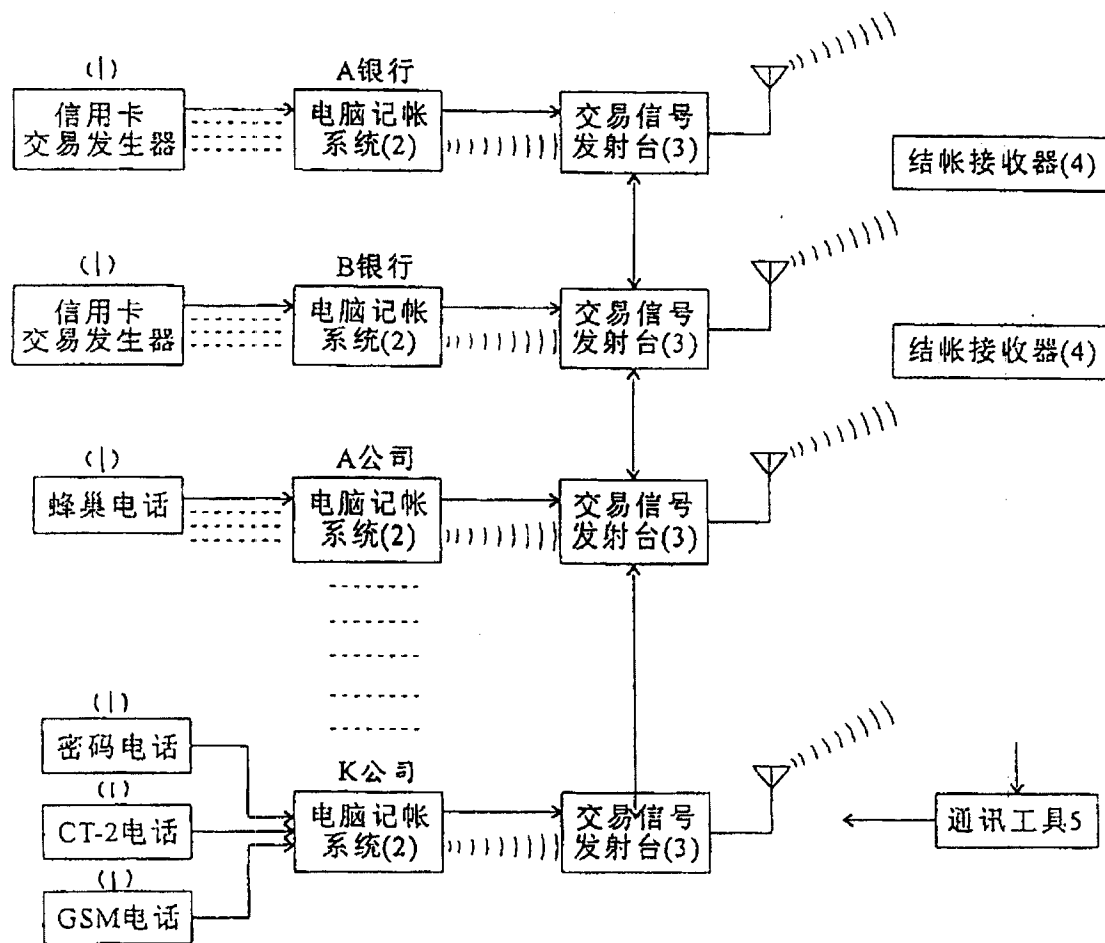 (1)
信用卡
交易发生器
A银行
电脑记帐
系统(2)
交易信号
发射台(3)
结帐接收器(4)
(1)
信用卡
交易发生器
B银行
电脑记帐
系统(2)
交易信号
发射台(3)
结帐接收器(4)
(1)
蜂巢电话
A公司
电脑记帐
系统(2)
交易信号
发射台(3)
(1)
密码电话
(1)
CT-2电话
(1)
GSM电话
K公司
电脑记帐
系统(2)
交易信号
发射台(3)
通讯工具5